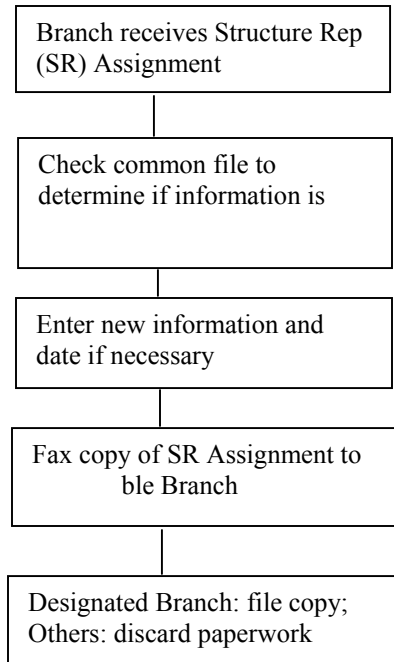 Branch receives Structure Rep
(SR) Assignment
Check common file to
determine if information is
Enter new information and
date if necessary
Fax copy of SR Assignment to
ble Branch
Designated Branch: file copy;
Others: discard paperwork